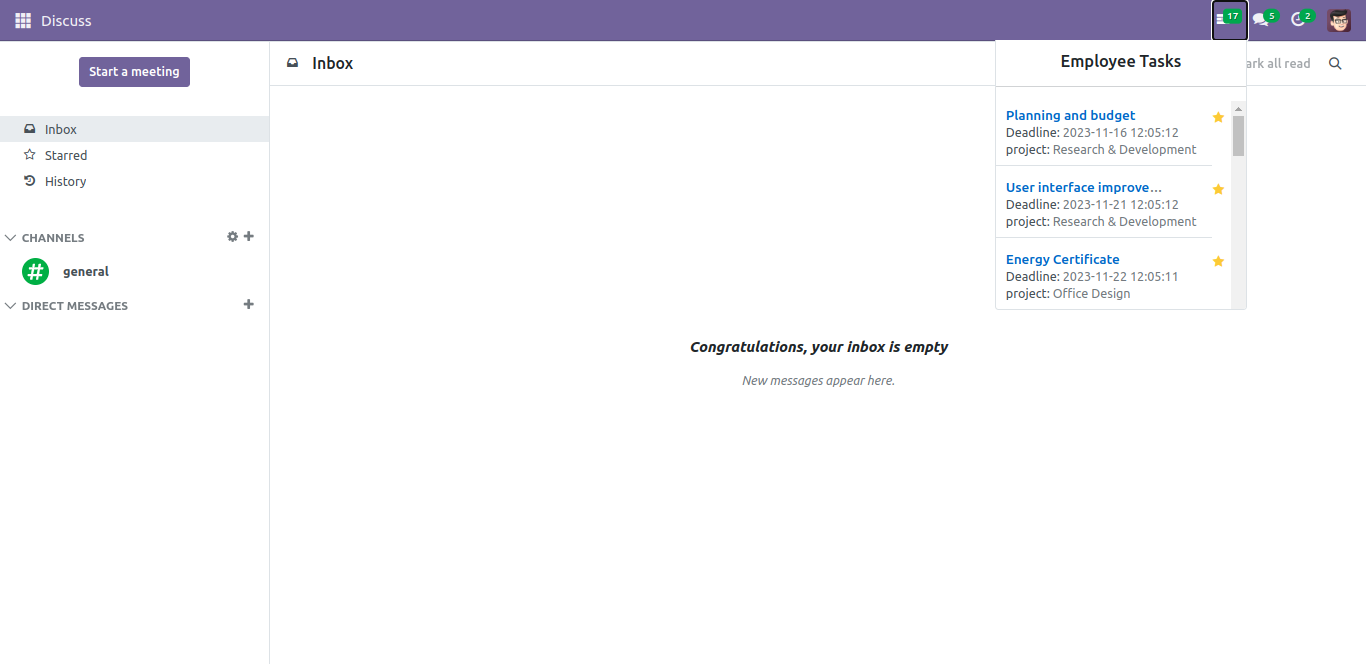 Discuss
17
5
2
Start a meeting
Inbox
Starred
History
CHANNELS
general
DIRECT MESSAGES
Inbox
ark all read
Employee Tasks
Planning and budget
Deadline: 2023-11-16 12:05:12
project: Research & Development
User interface improve...
Deadline: 2023-11-21 12:05:12
project: Research & Development
Energy Certificate
Deadline: 2023-11-22 12:05:11
project: Office Design
Congratulations, your inbox is empty
New messages appear here.